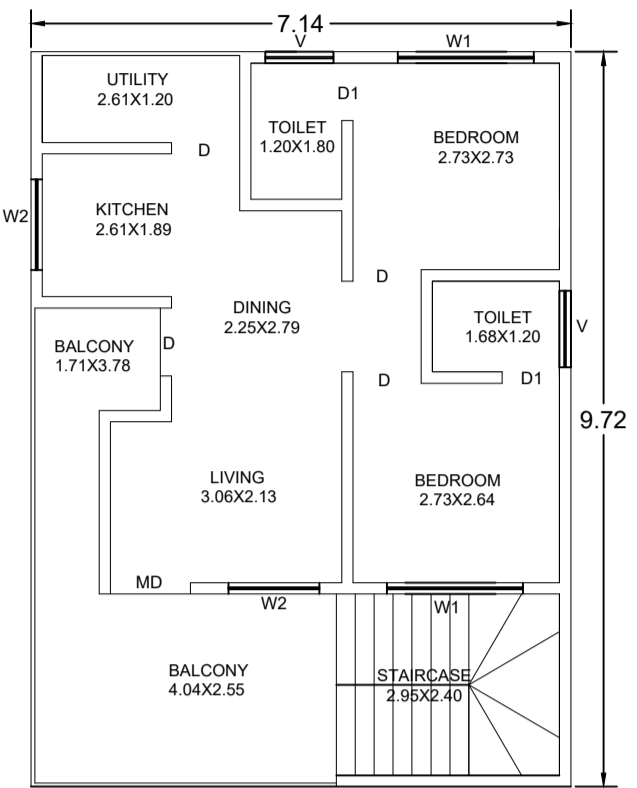 7.14
V
W1
UTILITY
2.61X1.20
D1
TOILET
1.20X1.80
BEDROOM
2.73X2.73
D
W2
KITCHEN
2.61X1.89
D
DINING
2.25X2.79
TOILET
1.68X1.20
V
BALCONY
1.71X3.78
D
D
D1
9.72
LIVING
3.06X2.13
BEDROOM
2.73X2.64
MD
W2
W1
BALCONY
4.04X2.55
STAIRCASE
2.95X2.40